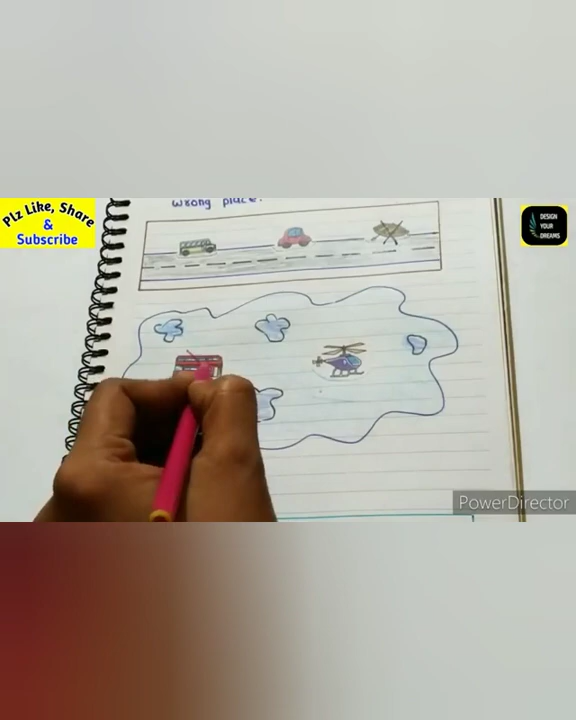 Plz Like, Share
&
Subscribe
wrong place.
DESIGN
YOUR
DREAMS
PowerDirector